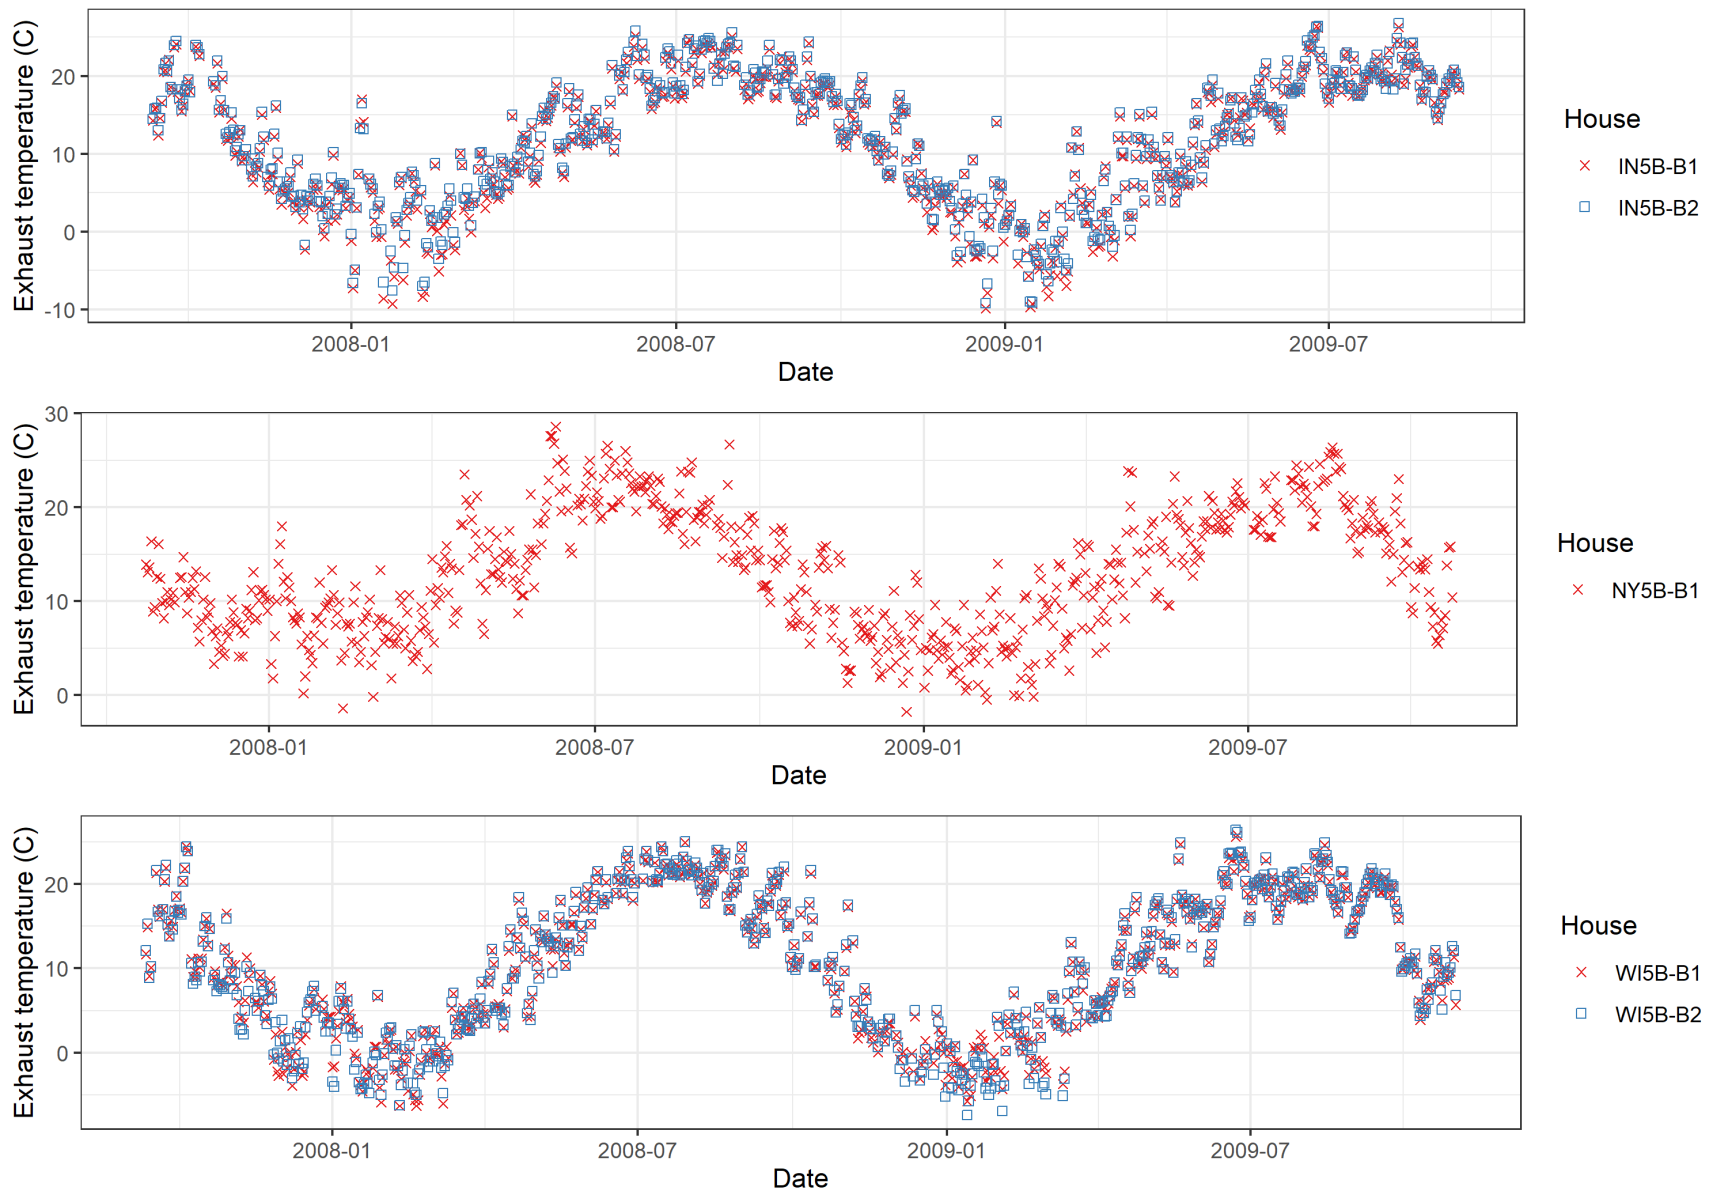 Exhaust temperature (C)
20
10
0
-10
2008-01
2008-07
2009-01
2009-07
Date
House
IN5B-B1
IN5B-B2
Exhaust temperature (C)
30
20
10
0
2008-01
2008-07
2009-01
2009-07
Date
House
NY5B-B1
Exhaust temperature (C)
20
10
0
2008-01
2008-07
2009-01
2009-07
Date
House
WI5B-B1
WI5B-B2